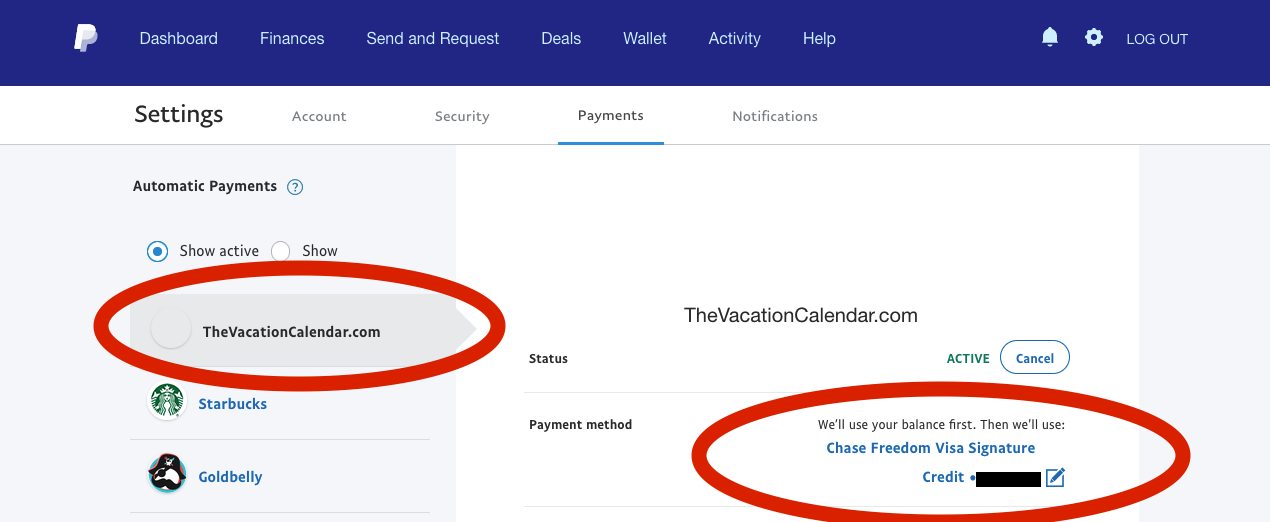 Dashboard Finances Send and Request Deals Wallet Activity Help LOG OUT
Settings Account Security Payments Notifications
Automatic Payments ?
Show active Show
TheVacationCalendar.com
Starbucks
Goldbelly
TheVacationCalendar.com
Status ACTIVE Cancel
Payment method We'll use your balance first. Then we'll use:
Chase Freedom Visa Signature
Credit •